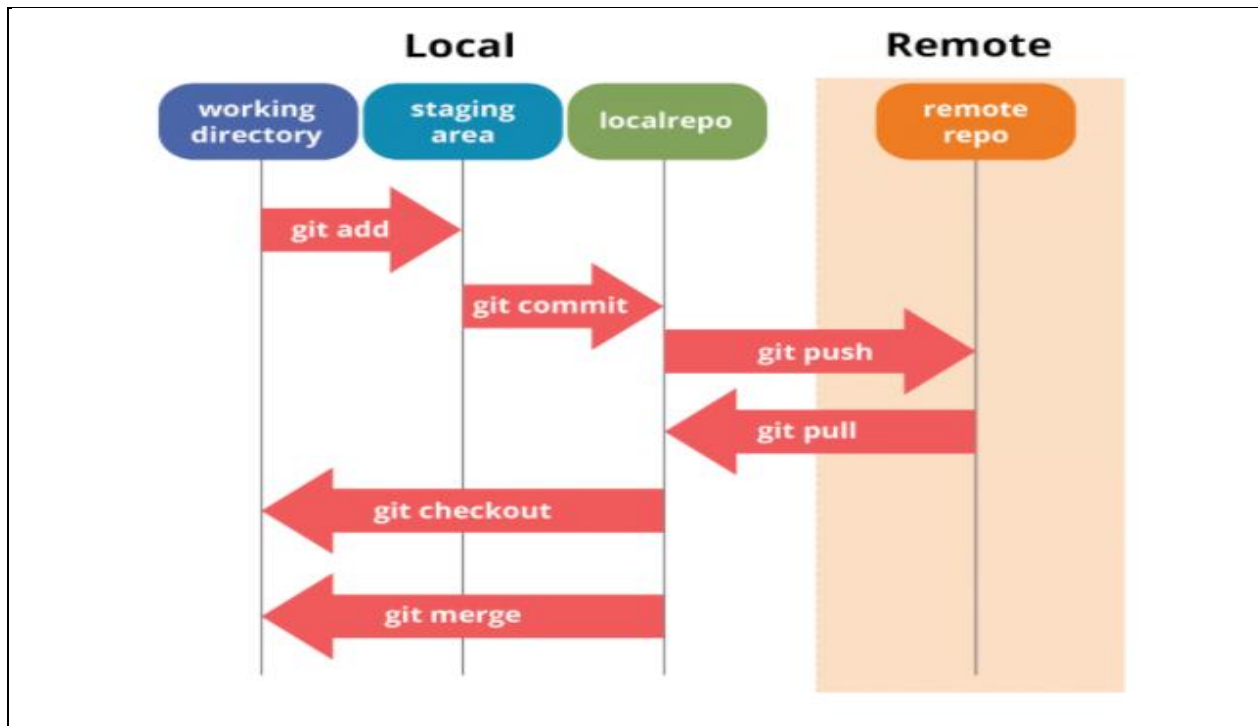 Local
Remote
working
directory
staging
area
localrepo
remote
repo
git add
git commit
git push
git pull
git checkout
git merge